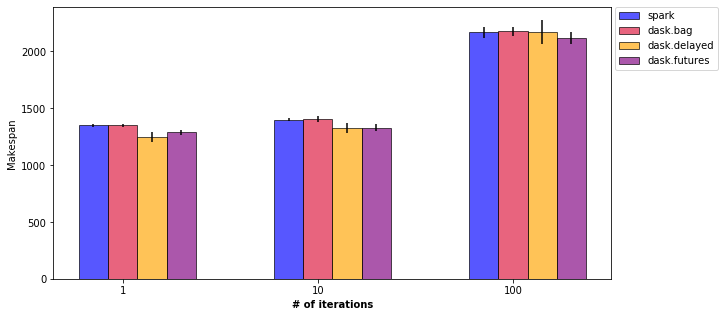 spark
dask.bag
dask.delayed
dask.futures
Makespan
2000
1500
1000
500
0
1
10
100
# of iterations